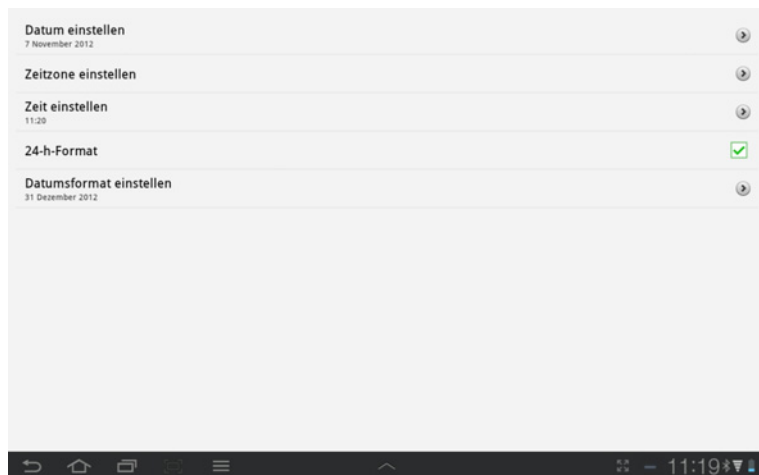 Datum einstellen
7 November 2012
Zeitzone einstellen
Zeit einstellen
11:20
24-h-Format
Datumsformat einstellen
31 Dezember 2012
11:19